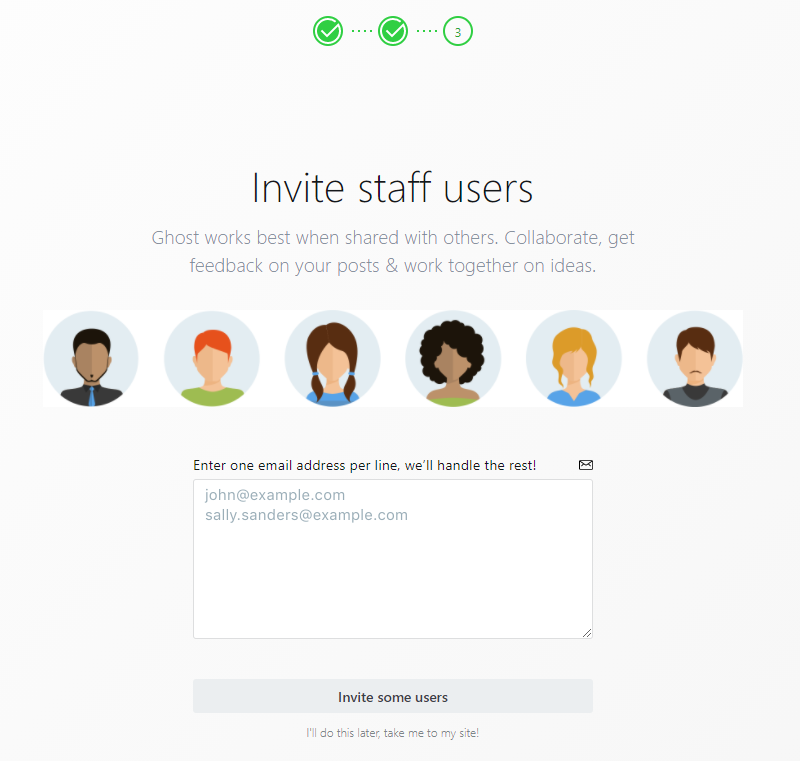 3
Invite staff users
Ghost works best when shared with others. Collaborate, get
feedback on your posts & work together on ideas.
Enter one email address per line, we’ll handle the rest!
john@example.com
sally.sanders@example.com
Invite some users
I'll do this later, take me to my site!